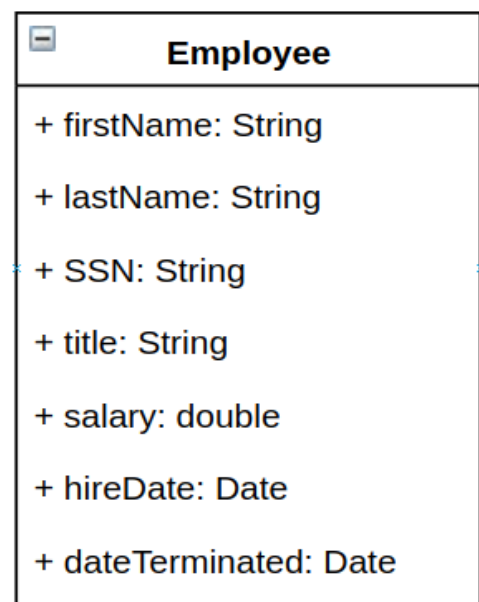 Employee
+ firstName: String
+ lastName: String
+ SSN: String
+ title: String
+ salary: double
+ hireDate: Date
+ dateTerminated: Date